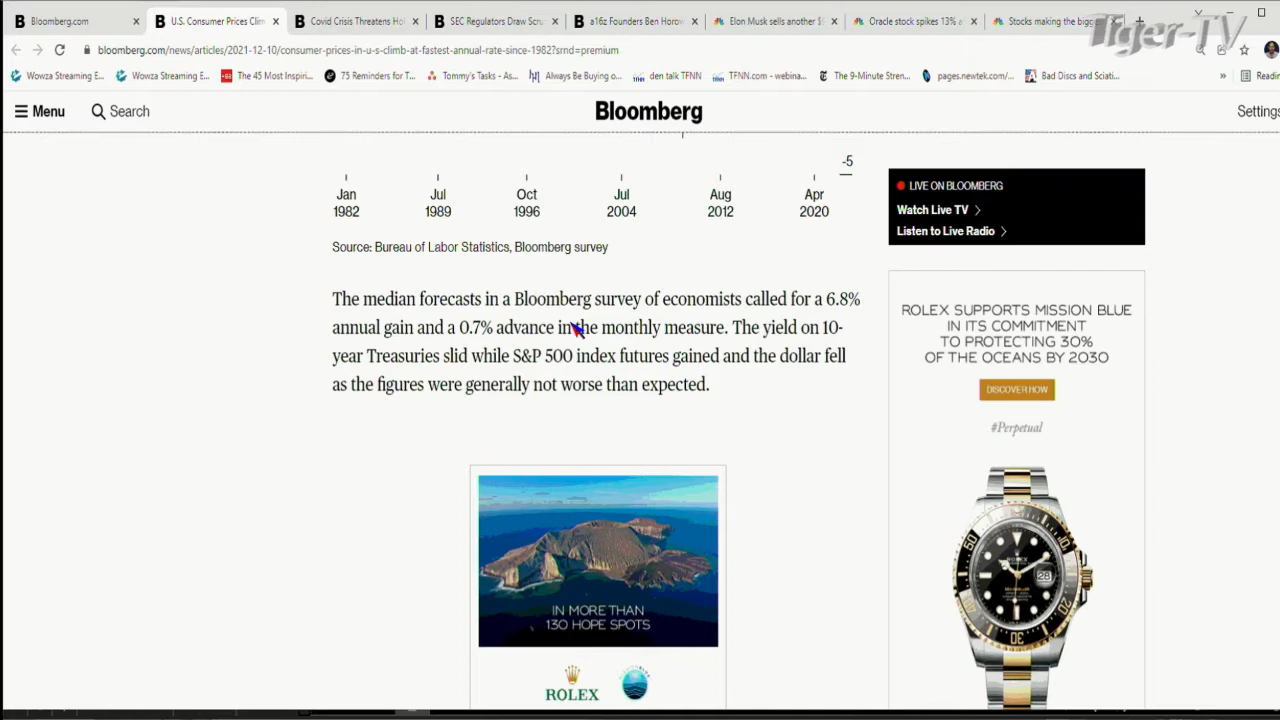 Bloomberg.com
U.S. Consumer Prices Clim
Covid Crisis Threatens Ho
SEC Regulators Draw Scru
a16z Founders Ben Horow
Elon Musk sells another $
Oracle stock spikes 13% a
Stocks making the bigg
Tiger-TV
bloomberg.com/news/articles/2021-12-10/consumer-prices-in-u-s-climb-at-fastest-annual-rate-since-1982?srnd=premium
Wowza Streaming E...
Wowza Streaming E...
The 45 Most Inspiri...
75 Reminders for T...
Tommy's Tasks - As...
Always Be Buying o...
den talk TFNN
TFNN.com - webina...
The 9-Minute Stren...
pages.newtek.com/...
Bad Discs and Sciati...
»
Readin
Menu
Search
Bloomberg
Settings
-5
Jan Jul Oct Jul Aug Apr
1982 1989 1996 2004 2012 2020
Source: Bureau of Labor Statistics, Bloomberg survey
The median forecasts in a Bloomberg survey of economists called for a 6.8%
annual gain and a 0.7% advance in the monthly measure. The yield on 10-
year Treasuries slid while S&P 500 index futures gained and the dollar fell
as the figures were generally not worse than expected.
IN MORE THAN
130 HOPE SPOTS
ROLEX
LIVE ON BLOOMBERG
Watch Live TV
Listen to Live Radio
ROLEX SUPPORTS MISSION BLUE
IN ITS COMMITMENT
TO PROTECTING 30%
OF THE OCEANS BY 2030
DISCOVER HOW
#Perpetual
ROLEX
28